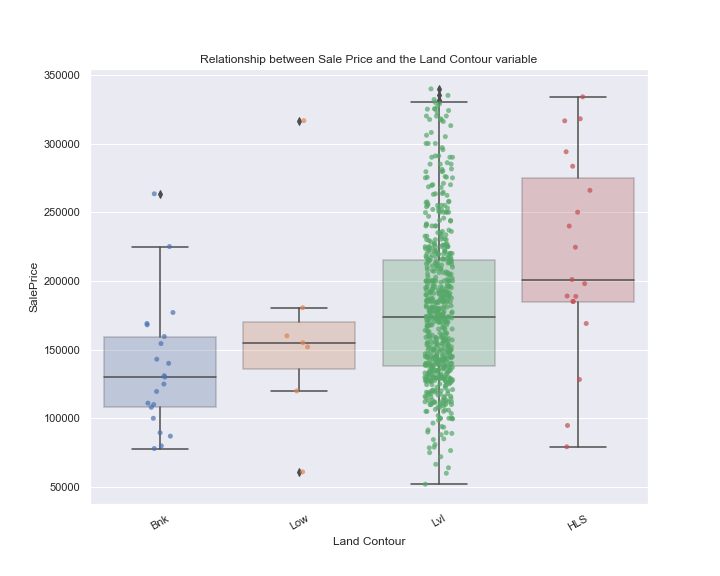 Relationship between Sale Price and the Land Contour variable
350000
300000
250000
200000
150000
100000
50000
SalePrice
Bnk
Low
Lvl
HLS
Land Contour